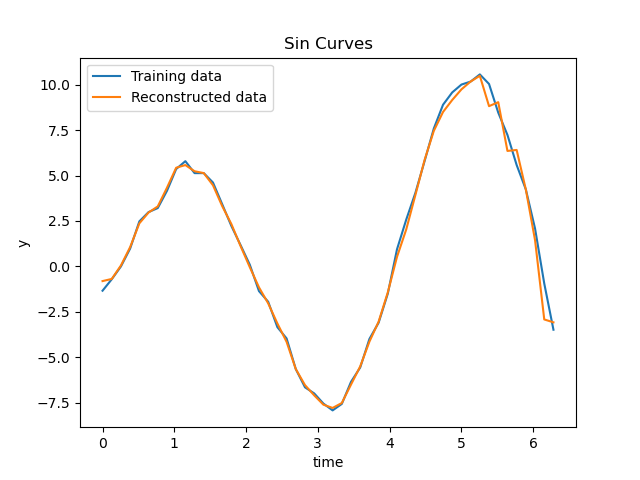 Sin Curves
Training data
Reconstructed data
10.0
7.5
5.0
2.5
0.0
−2.5
−5.0
−7.5
y
0 1 2 3 4 5 6
time